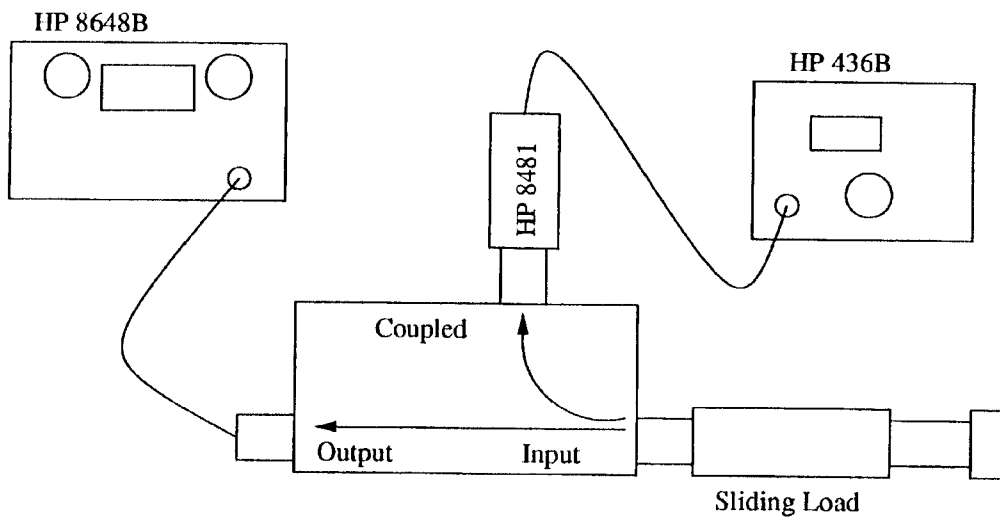 HP 8648B
HP 436B
HP 8481
Coupled
Output
Input
Sliding Load